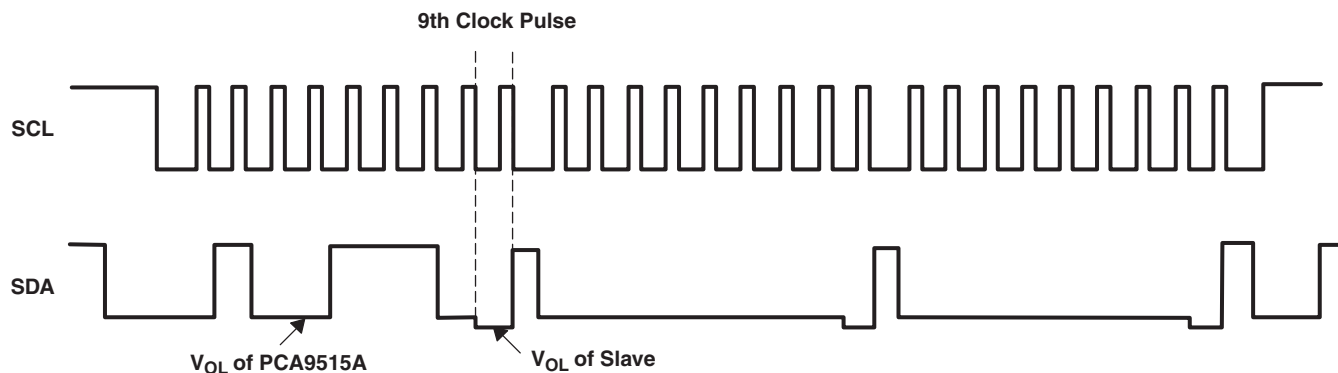 9th Clock Pulse
SCL
SDA
VOL of PCA9515A
VOL of Slave